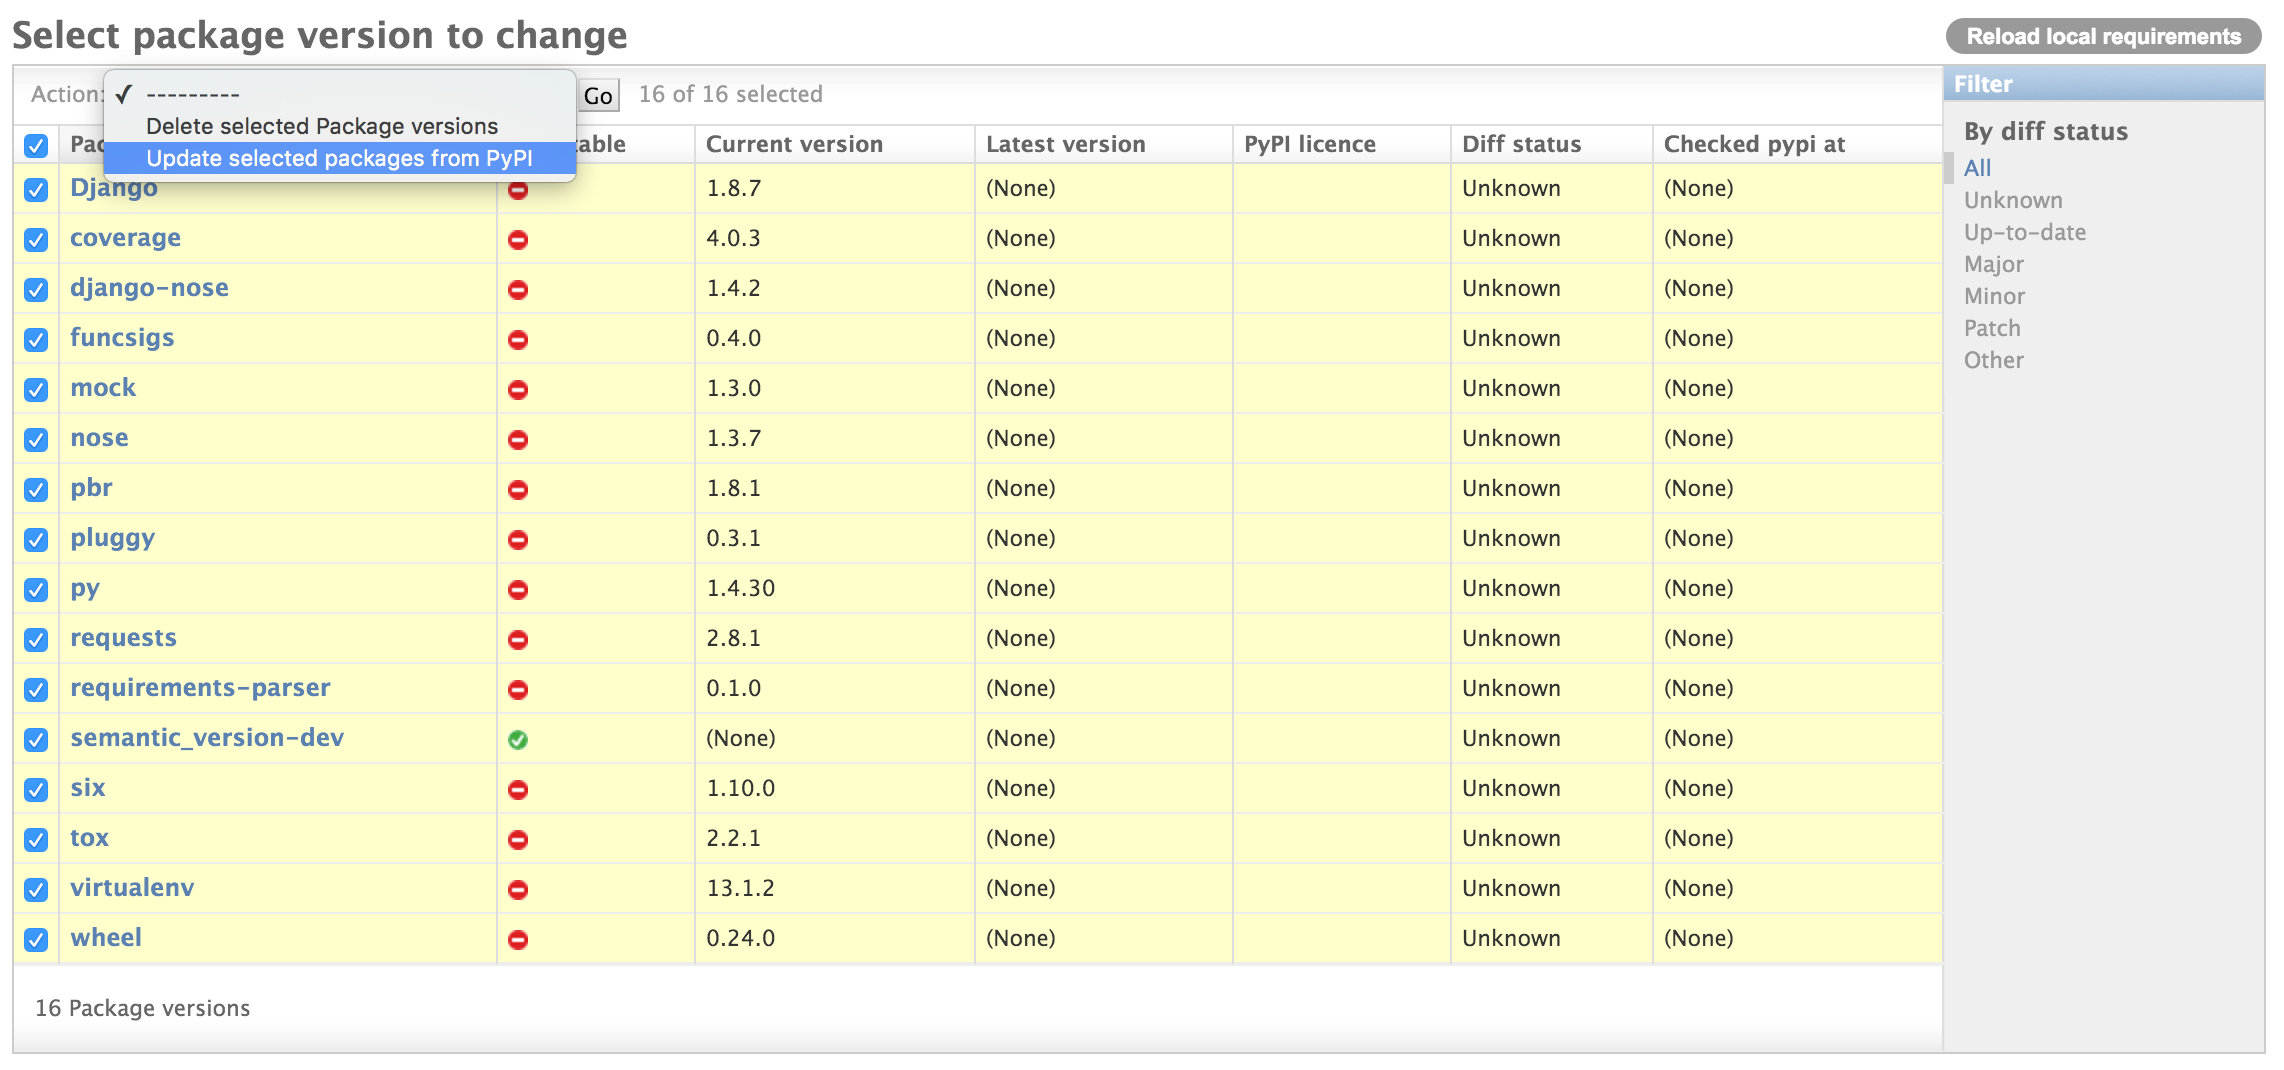 Select package version to change
Reload local requirements
Action:
✓ ---------
Delete selected Package versions
Update selected packages from PyPI
Go
16 of 16 selected
Current version Latest version PyPI licence Diff status Checked pypi at
Django 1.8.7 (None) Unknown (None)
coverage 4.0.3 (None) Unknown (None)
django-nose 1.4.2 (None) Unknown (None)
funcsigs 0.4.0 (None) Unknown (None)
mock 1.3.0 (None) Unknown (None)
nose 1.3.7 (None) Unknown (None)
pbr 1.8.1 (None) Unknown (None)
pluggy 0.3.1 (None) Unknown (None)
py 1.4.30 (None) Unknown (None)
requests 2.8.1 (None) Unknown (None)
requirements-parser 0.1.0 (None) Unknown (None)
semantic_version-dev (None) (None) Unknown (None)
six 1.10.0 (None) Unknown (None)
tox 2.2.1 (None) Unknown (None)
virtualenv 13.1.2 (None) Unknown (None)
wheel 0.24.0 (None) Unknown (None)
16 Package versions
Filter
By diff status
All
Unknown
Up-to-date
Major
Minor
Patch
Other